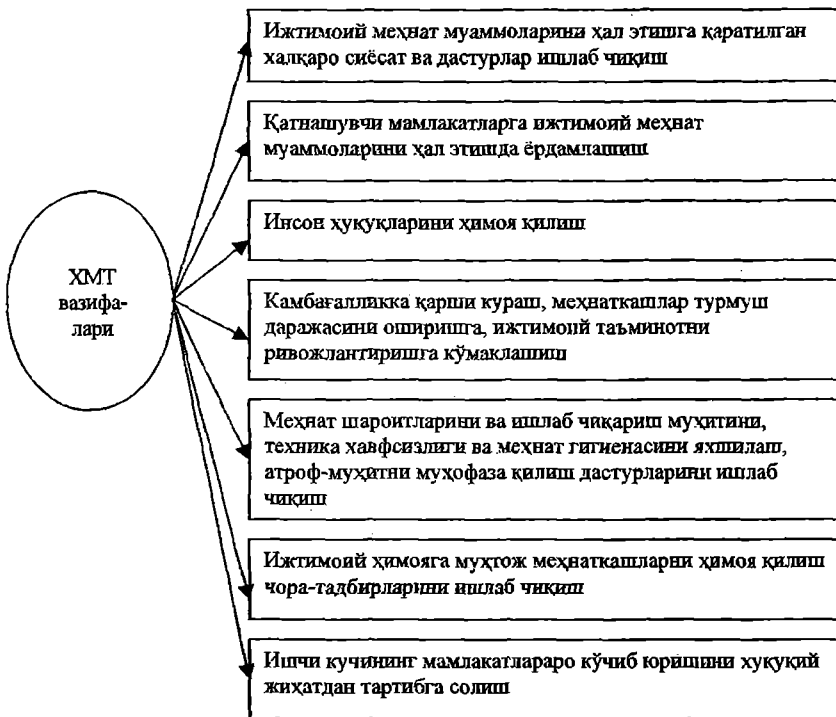 Ижтимоий меҳнат муаммоларини ҳал этишга қаратилган
халқаро сиёсат ва дастурлар ишлаб чиқиш
Қатнашувчи мамлакатларга ижтимоий меҳнат
муаммоларини ҳал этишда ёрдамлашиш
Инсон ҳуқуқларини ҳимоя қилиш
ХМТ
вазифа-
лари
Камбағалликка қарши кураш, меҳнаткашлар турмуш
даражасини оширишга, ижтимоий таъминотни
ривожлантиришга кўмаклашиш
Меҳнат шароитларини ва ишлаб чиқариш муҳитини,
техника хавфсизлиги ва меҳнат гигиенасини яхшилаш,
атроф-муҳитни муҳофаза қилиш дастурларини ишлаб
чиқиш
Ижтимоий ҳимояга муҳтож меҳнаткашларни ҳимоя қилиш
чора-тадбирларини ишлаб чиқиш
Ишчи кучининг мамлакатлараро кўчиб юришини хуқуқий
жиҳатдан тартибга солиш